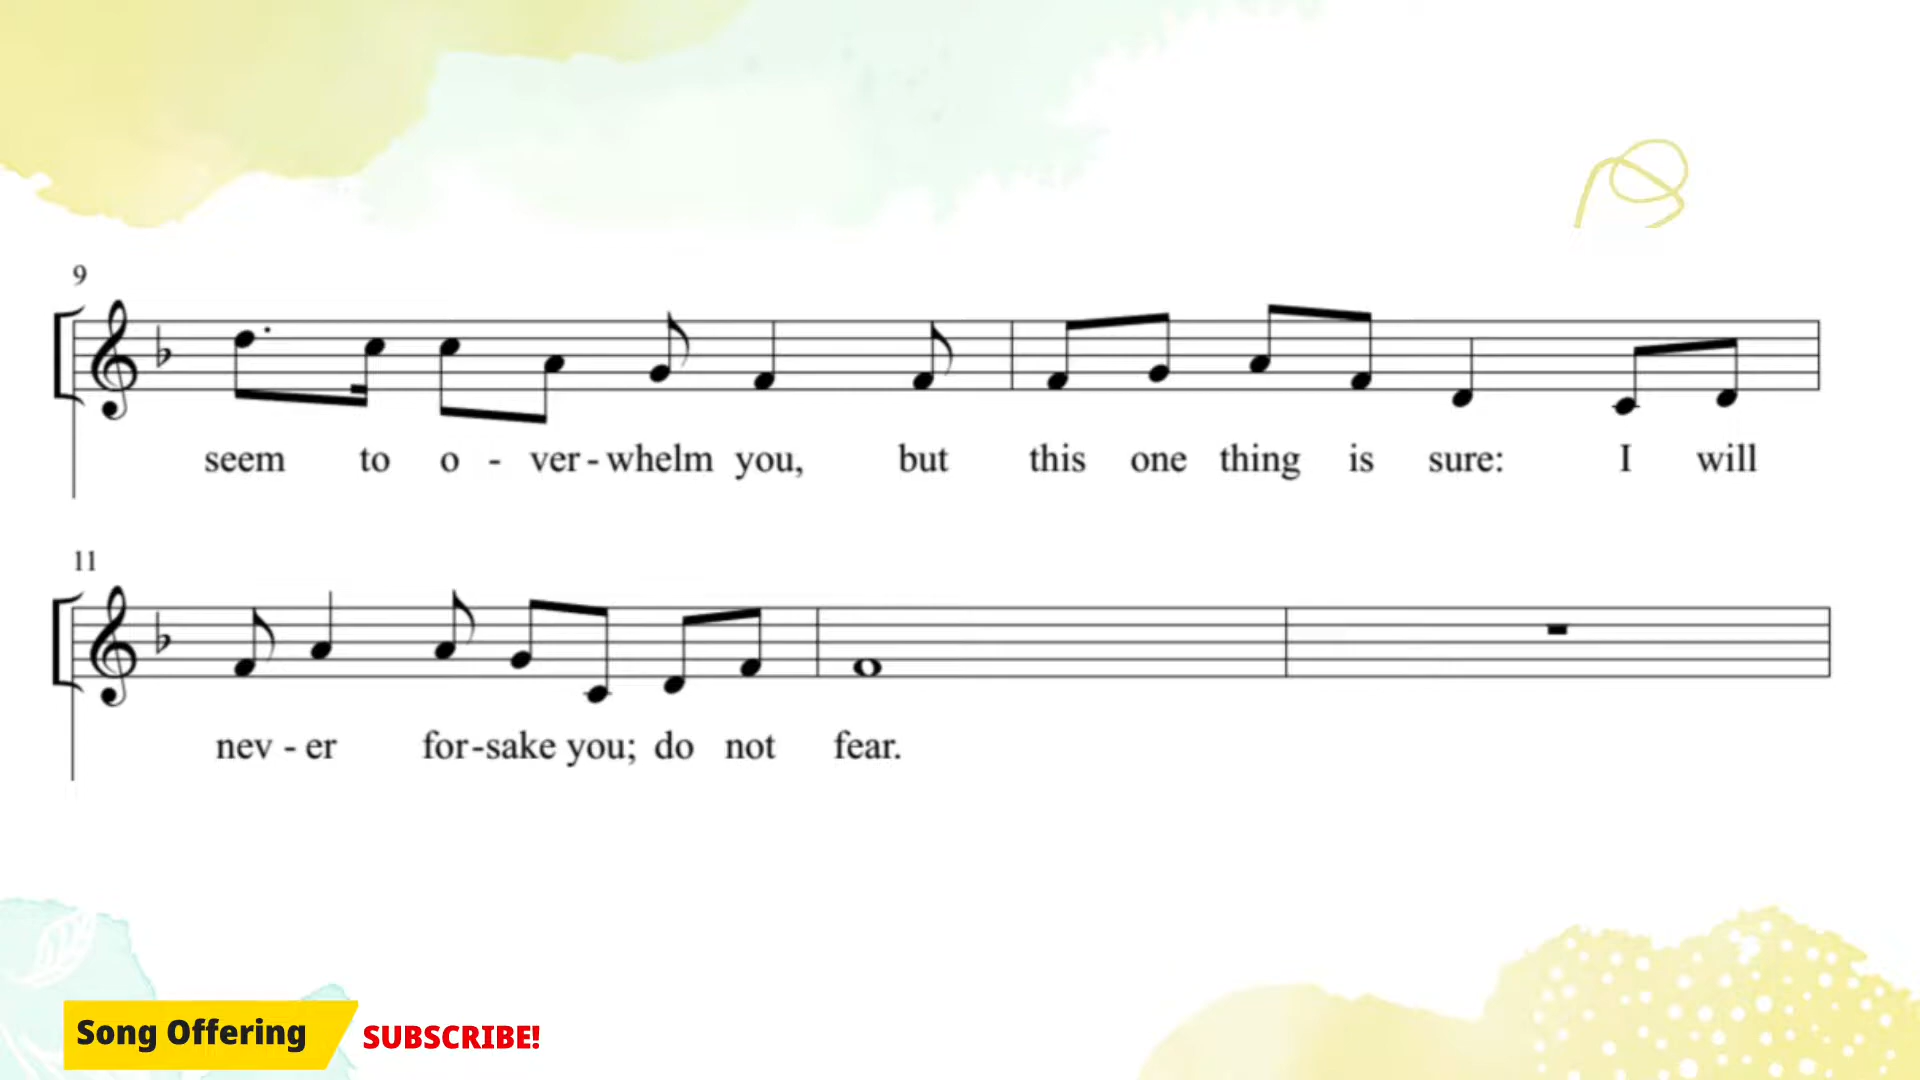 9
seem to o - ver - whelm you, but this one thing is sure: I will
11
nev - er for - sake you; do not fear.
Song Offering SUBSCRIBE!